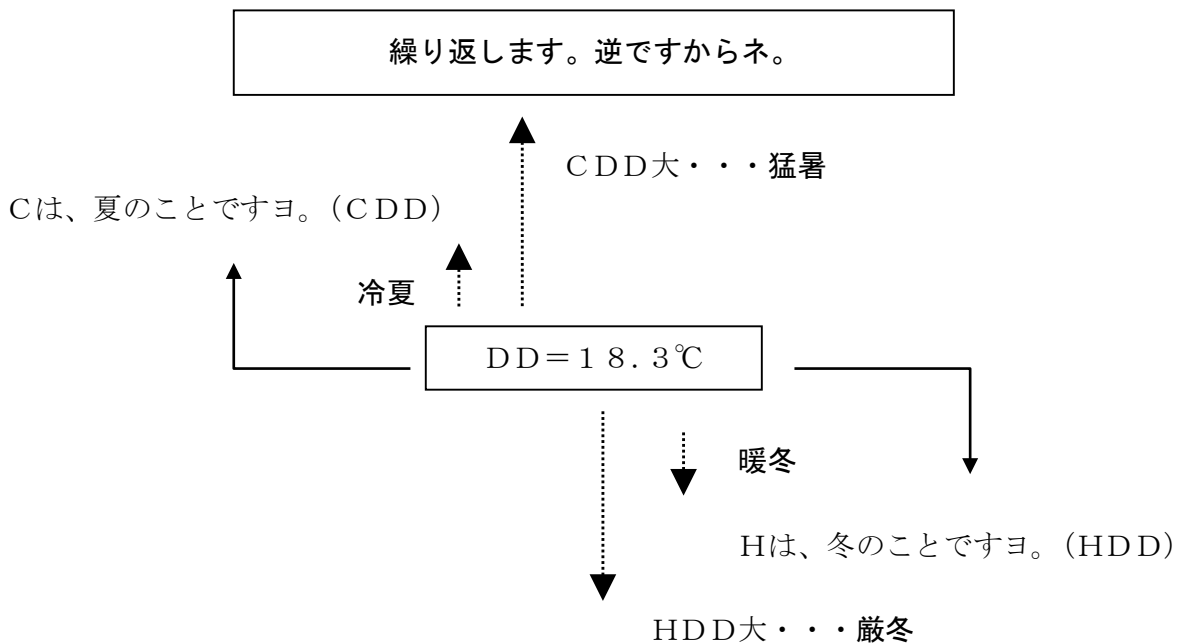 繰り返します。逆ですからネ。
CDD大・・・猛暑
Cは、夏のことですヨ。（CDD）
冷夏
DD＝18.3℃
暖冬
Hは、冬のことですヨ。（HDD）
HDD大・・・厳冬